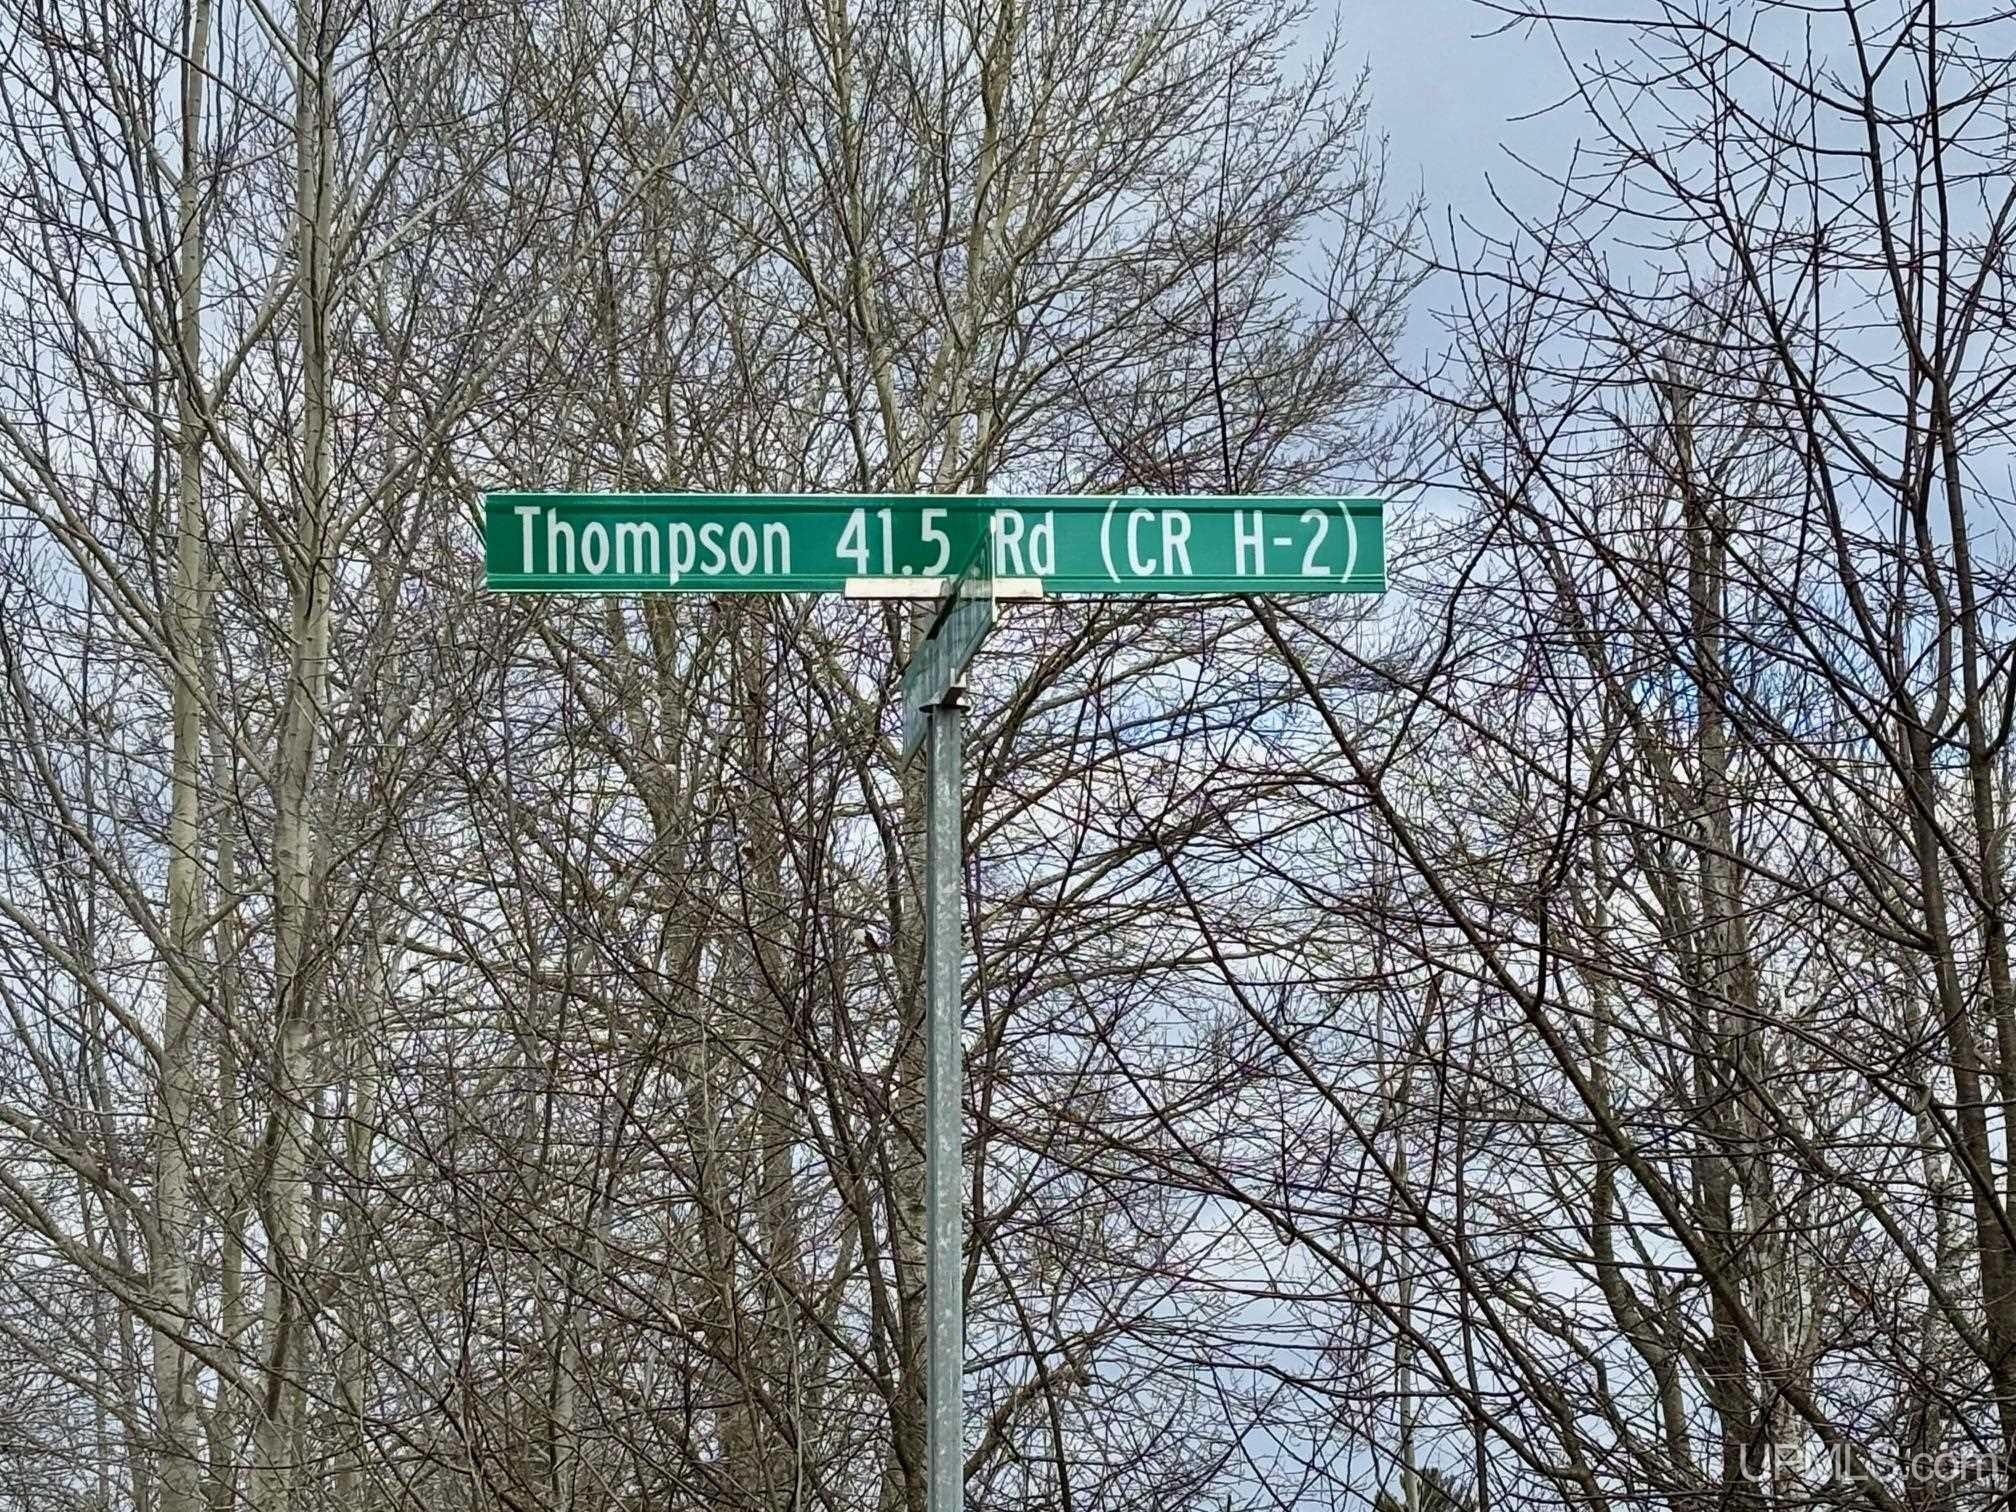 Thompson 41.5 Rd (CR H-2)
UPMLS.com